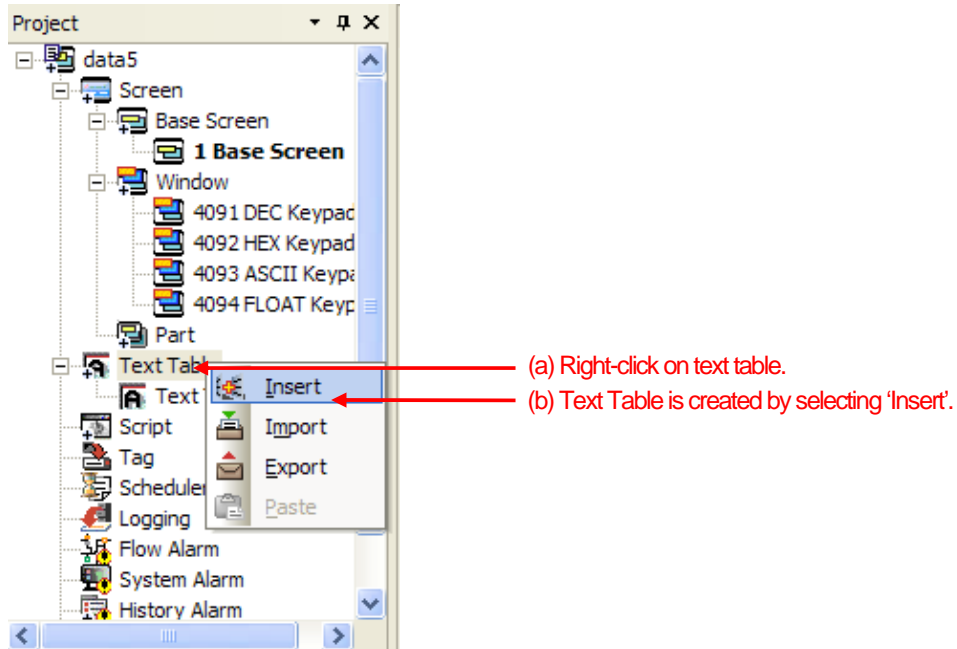 Project
data5
Screen
Base Screen
1 Base Screen
Window
4091 DEC Keypad
4092 HEX Keypad
4093 ASCII Keypa
4094 FLOAT Keyp
Part
Text Tabl
(a) Right-click on text table.
Insert
Text
(b) Text Table is created by selecting ‘Insert’.
Script
Import
Tag
Export
Scheduler
Paste
Logging
Flow Alarm
System Alarm
History Alarm